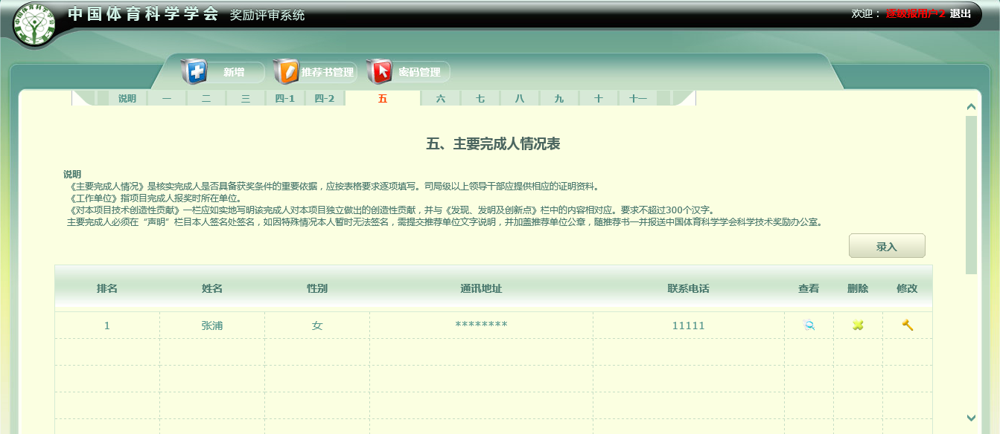 中国体育科学学会 奖励评审系统
欢迎： 逐级报用户2 退出
新增 推荐书管理 密码管理
说明 一 二 三 四-1 四-2 五 六 七 八 九 十 十一
五、主要完成人情况表
说明
《主要完成人情况》是核实完成人是否具备获奖条件的重要依据，应按表格要求逐项填写。司局级以上领导干部应提供相应的证明资料。
《工作单位》指项目完成人报奖时所在单位。
《对本项目技术创造性贡献》一栏应如实地写明该完成人对本项目独立做出的创造性贡献，并与《发现、发明及创新点》栏中的内容相对应。要求不超过300个汉字。
主要完成人必须在“声明”栏目本人签名处签名，如因特殊情况本人暂时无法签名，需提交推荐单位文字说明，并加盖推荐单位公章，随推荐书一并报送中国体育科学学会科学技术奖励办公室。
录入
排名 姓名 性别 通讯地址 联系电话 查看 删除 修改
1 张浦 女 ******** 11111